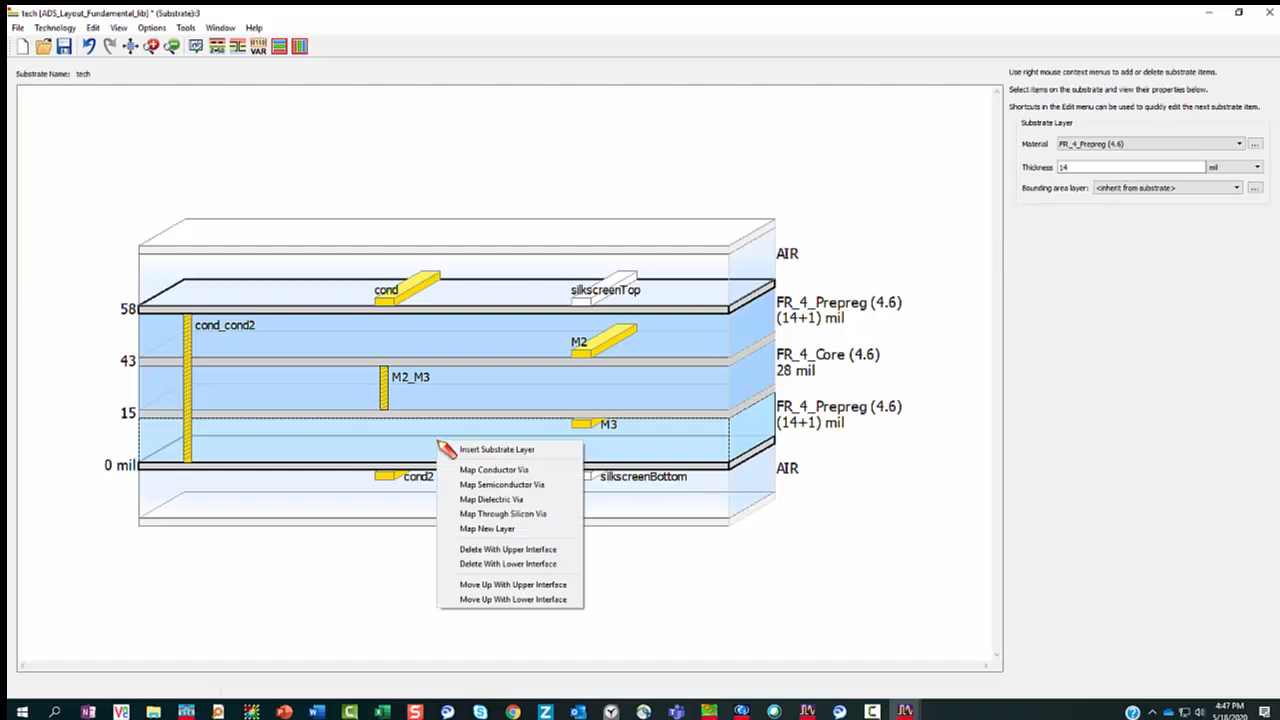 tech [ADS_Layout_Fundamental_lib] * (Substrate):3
File Technology Edit View Options Tools Window Help
VAR
Substrate Name: tech
Use right mouse context menus to add or delete substrate items.
Select items on the substrate and view their properties below.
Shortcuts in the Edit menu can be used to quickly edit the next substrate item.
Substrate Layer
Material FR_4_Prepreg (4.6) ...
Thickness 14 mil
Bounding area layer: <inherit from substrate> ...
AIR
cond silkscreenTop
58 FR_4_Prepreg (4.6)
(14+1) mil
cond_cond2
M2
43 FR_4_Core (4.6)
28 mil
M2_M3
15 FR_4_Prepreg (4.6)
(14+1) mil
M3
0 mil AIR
cond2 silkscreenBottom
Insert Substrate Layer
Map Conductor Via
Map Semiconductor Via
Map Dielectric Via
Map Through Silicon Via
Map New Layer
Delete With Upper Interface
Delete With Lower Interface
Move Up With Upper Interface
Move Up With Lower Interface
4:47 PM
5/18/2020